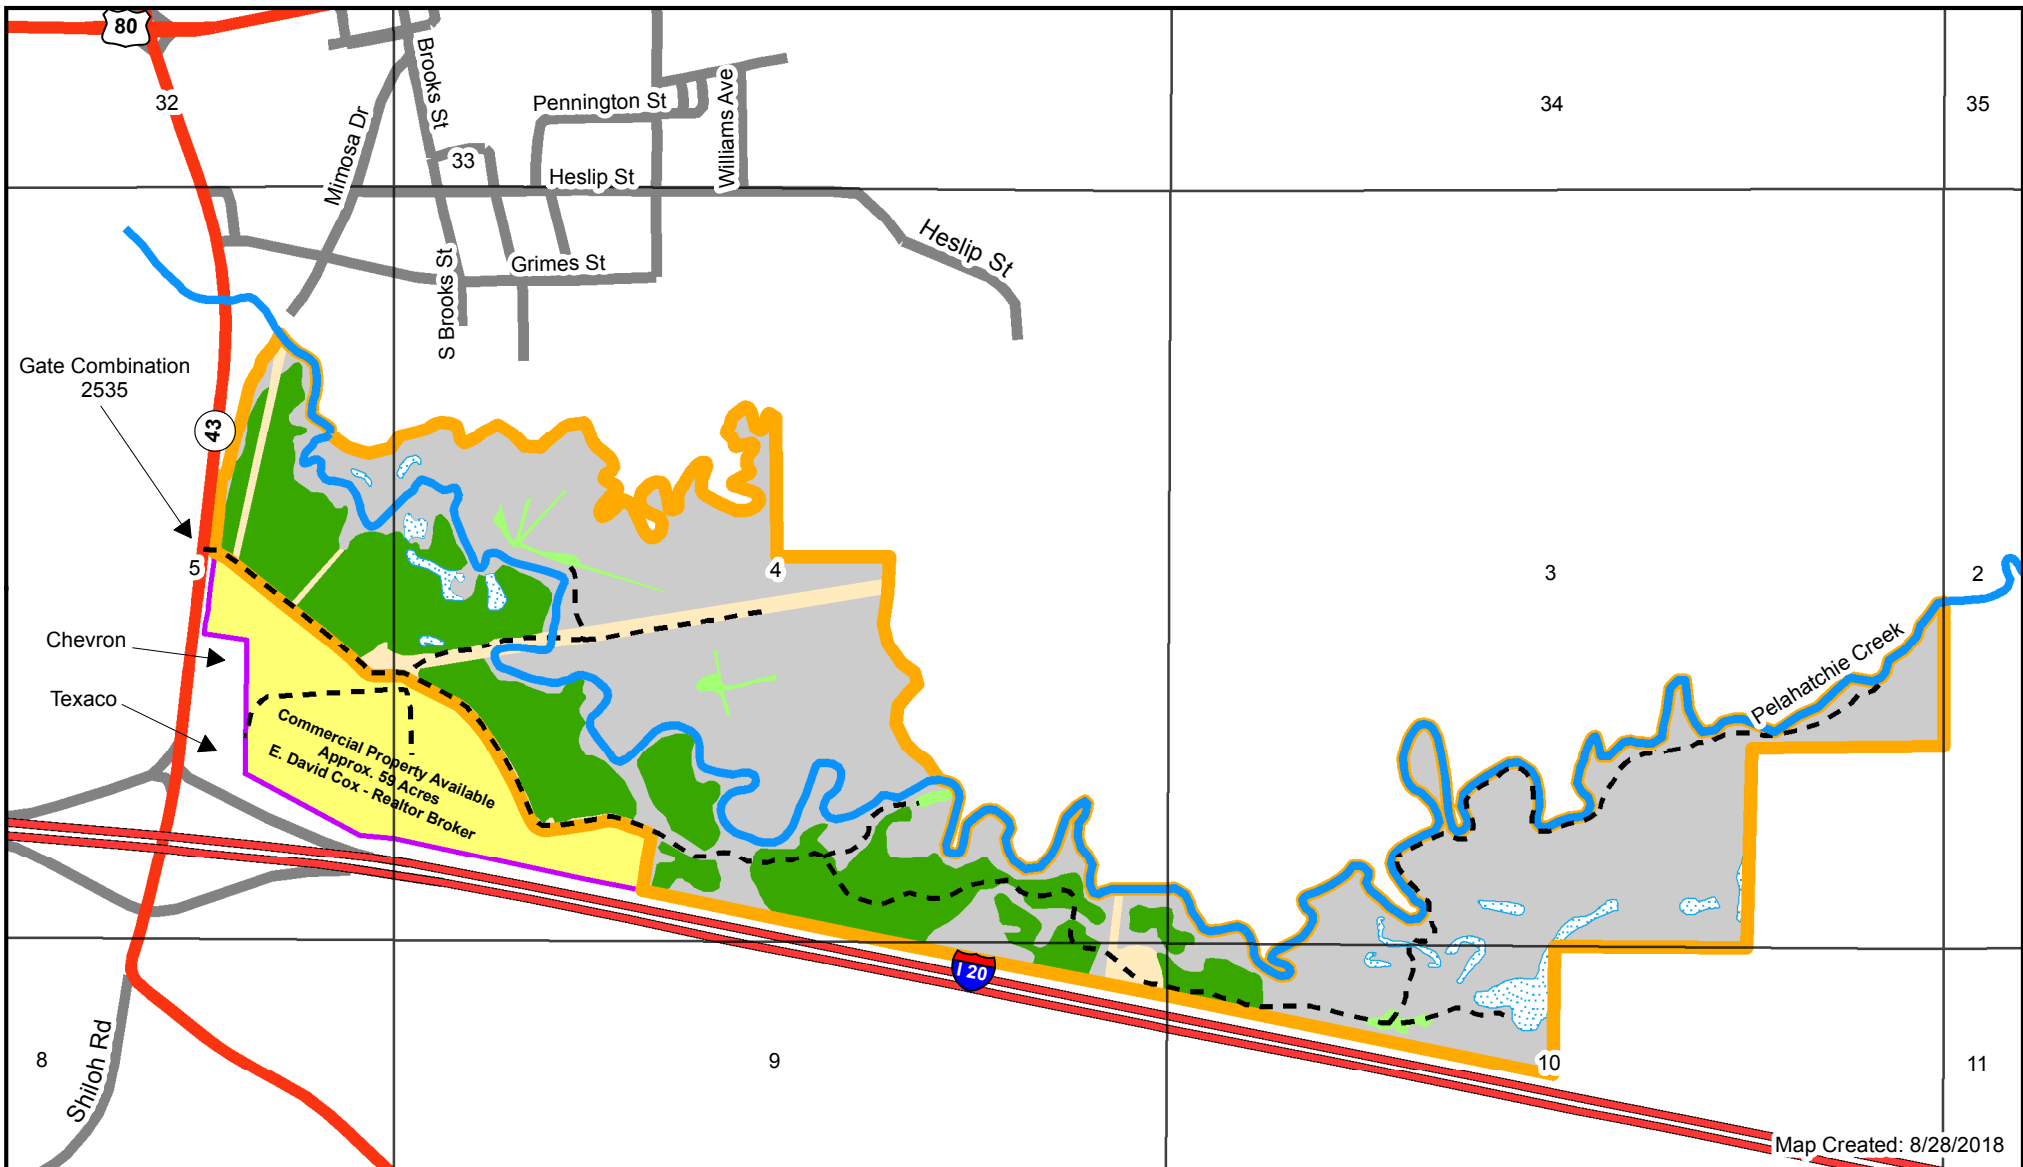 80
32
Brooks St
Mimosa Dr
Pennington St
Williams Ave
33
34
35
Heslip St
Heslip St
Grimes St
S Brooks St
Gate Combination
2535
43
5
4
3
2
Chevron
Texaco
Pelahatchie Creek
Commercial Property Available
Approx. 59 Acres
E. David Cox - Realtor Broker
I 20
Shiloh Rd
8
9
10
11
Map Created: 8/28/2018